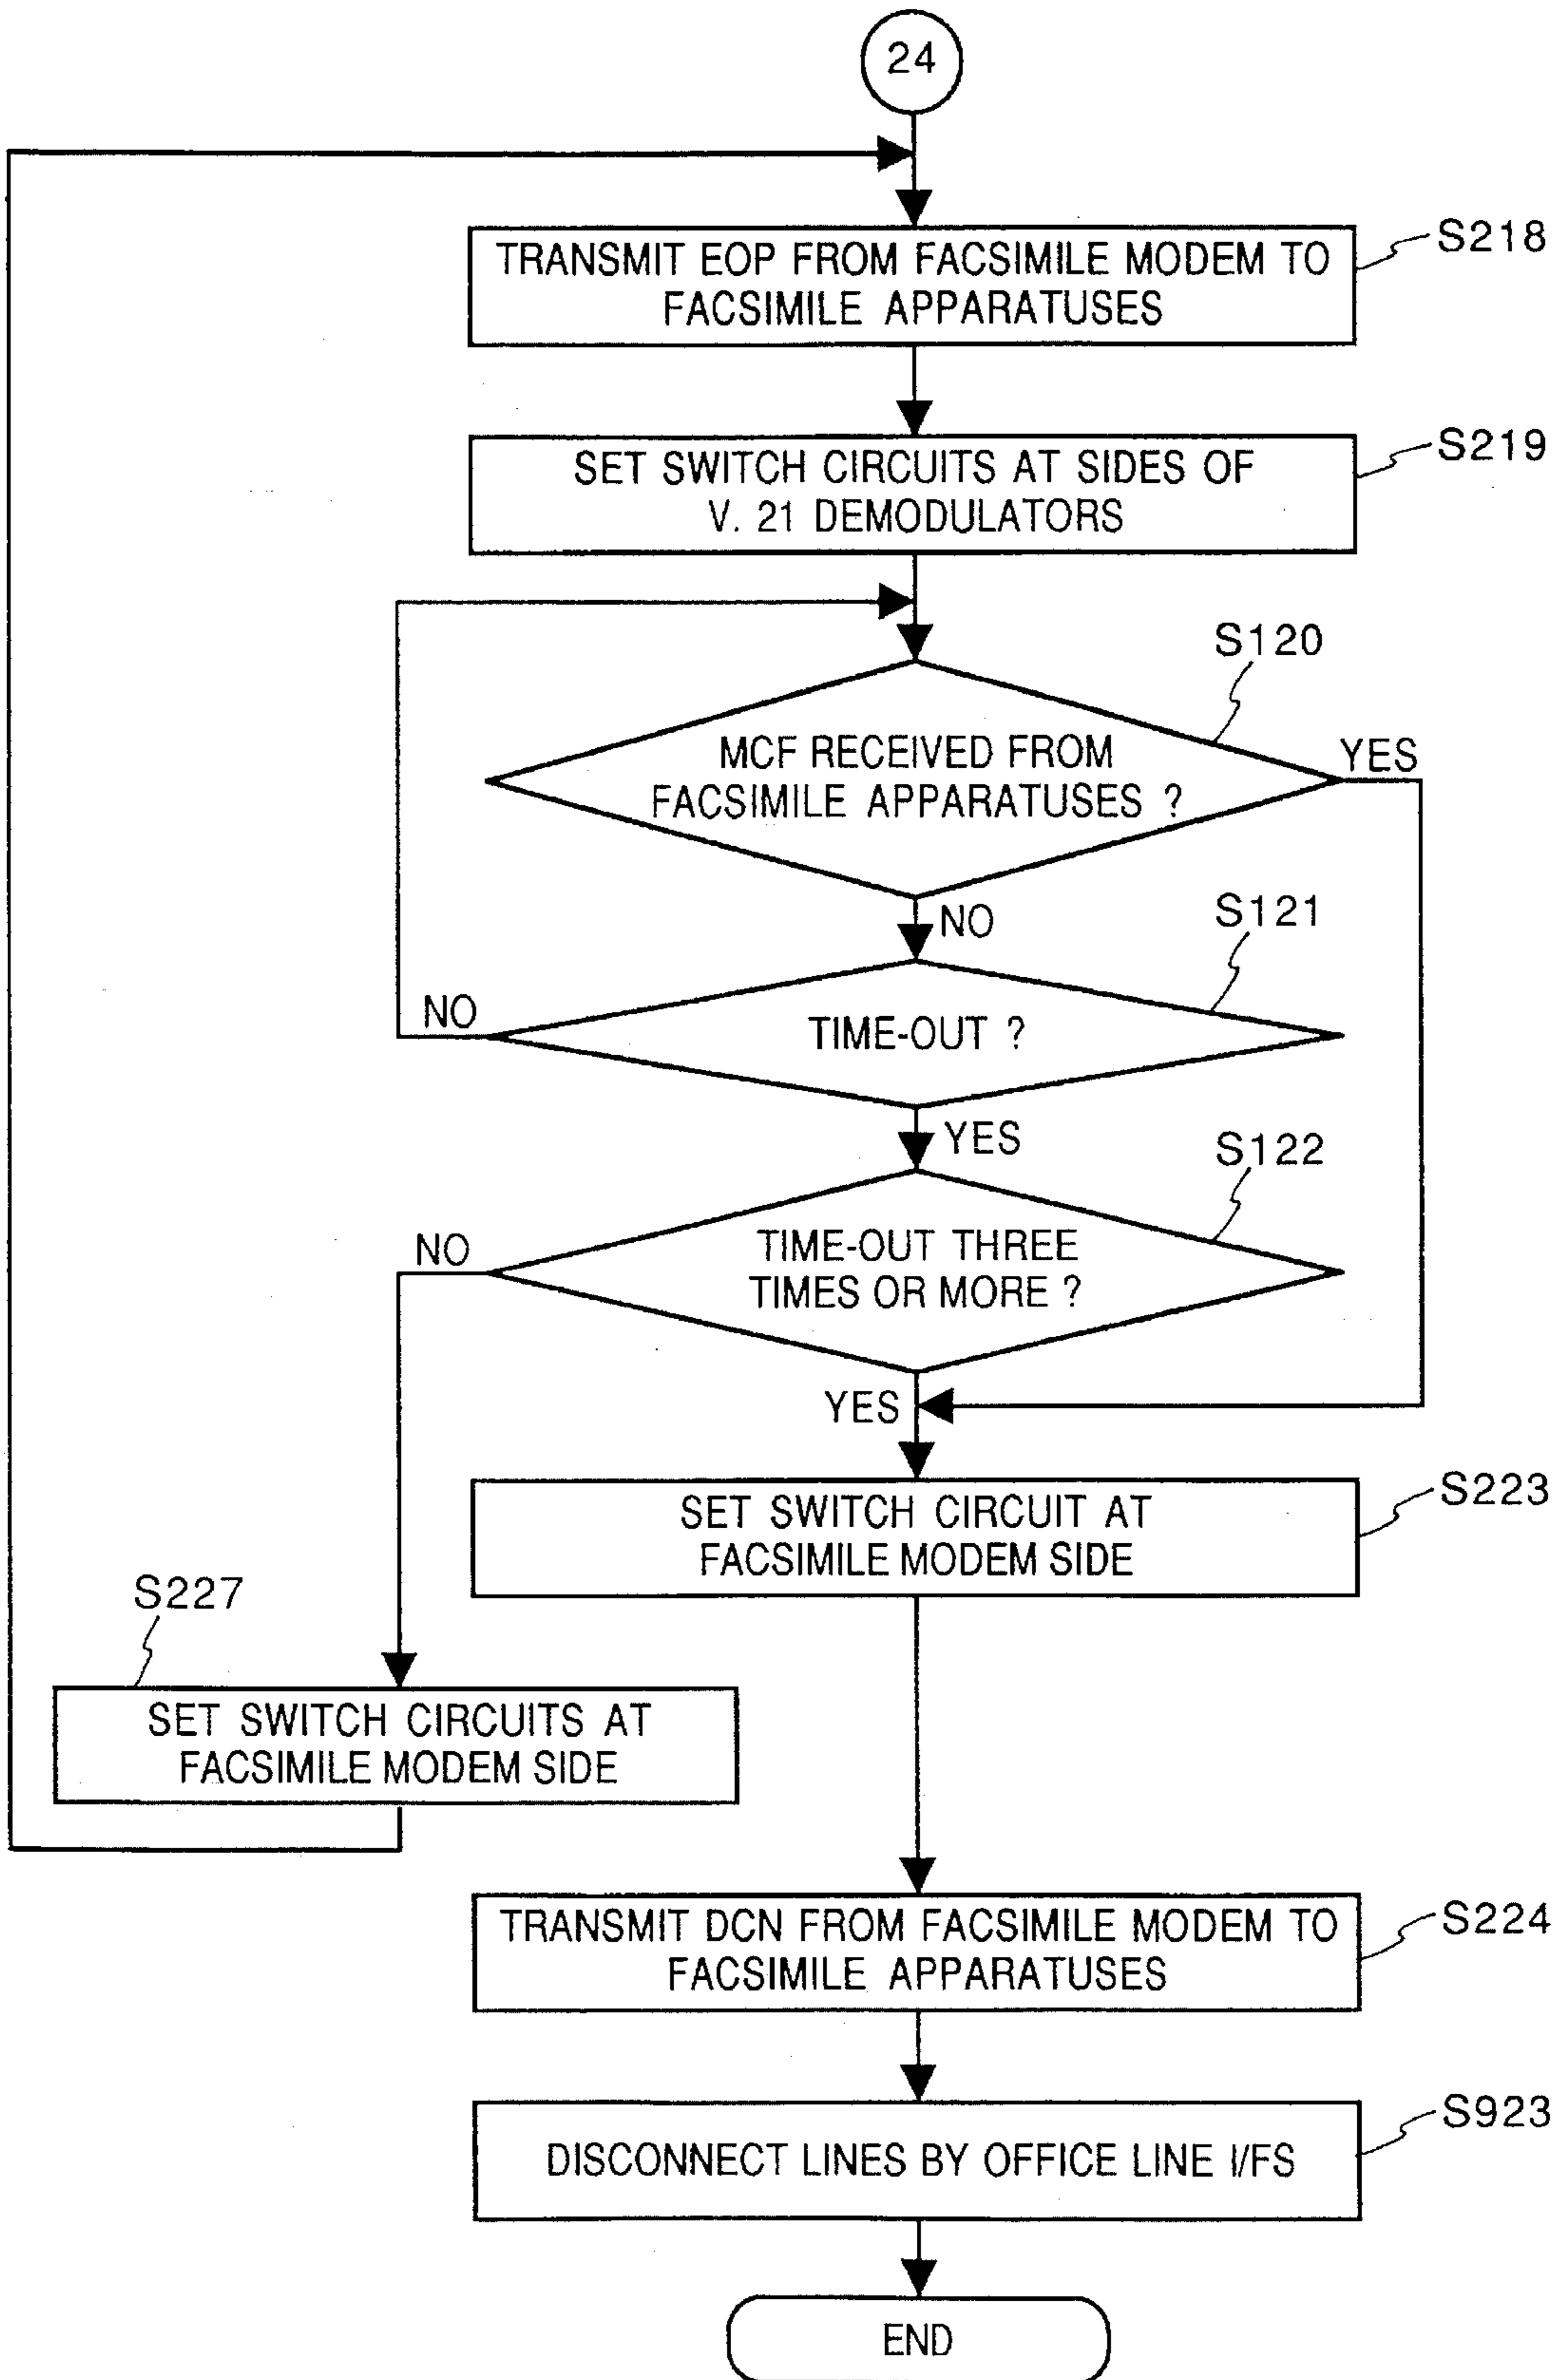 24
TRANSMIT EOP FROM FACSIMILE MODEM TO
FACSIMILE APPARATUSES
S218
SET SWITCH CIRCUITS AT SIDES OF
V. 21 DEMODULATORS
S219
S120
MCF RECEIVED FROM
FACSIMILE APPARATUSES ?
YES
NO
S121
TIME-OUT ?
NO
YES
S122
TIME-OUT THREE
TIMES OR MORE ?
NO
YES
SET SWITCH CIRCUIT AT
FACSIMILE MODEM SIDE
S223
S227
SET SWITCH CIRCUITS AT
FACSIMILE MODEM SIDE
TRANSMIT DCN FROM FACSIMILE MODEM TO
FACSIMILE APPARATUSES
S224
DISCONNECT LINES BY OFFICE LINE I/FS
S923
END